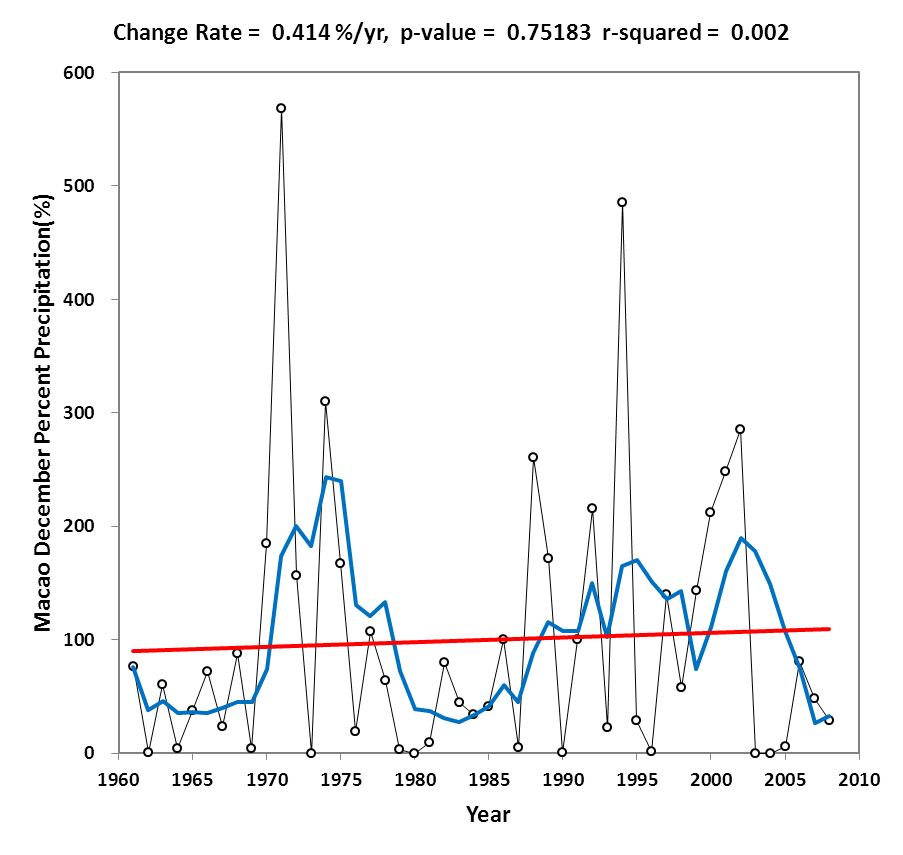 Change Rate = 0.414 %/yr, p-value = 0.75183 r-squared = 0.002
Macao December Percent Precipitation(%)
600
500
400
300
200
100
0
1960 1965 1970 1975 1980 1985 1990 1995 2000 2005 2010
Year